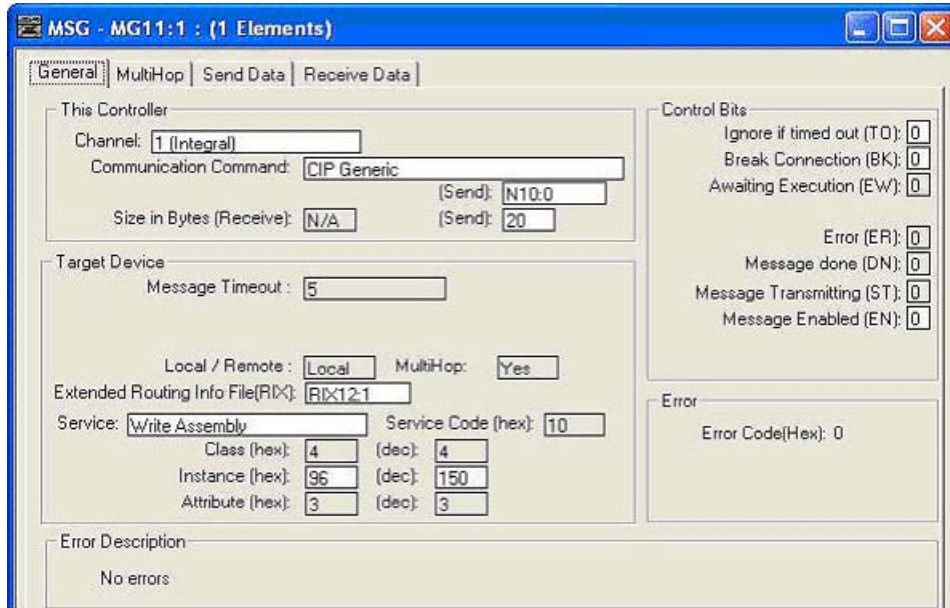 MSG - MG11:1 : (1 Elements)
General MultiHop Send Data Receive Data
This Controller
Channel: 1 (Integral)
Communication Command: CIP Generic
(Send): N10:0
Size in Bytes (Receive): N/A (Send): 20
Target Device
Message Timeout : 5
Local / Remote : Local MultiHop: Yes
Extended Routing Info File(RIX): RIX12:1
Service: Write Assembly Service Code (hex): 10
Class (hex): 4 (dec): 4
Instance (hex): 96 (dec): 150
Attribute (hex): 3 (dec): 3
Control Bits
Ignore if timed out (TO): 0
Break Connection (BK): 0
Awaiting Execution (EW): 0
Error (ER): 0
Message done (DN): 0
Message Transmitting (ST): 0
Message Enabled (EN): 0
Error
Error Code(Hex): 0
Error Description
No errors